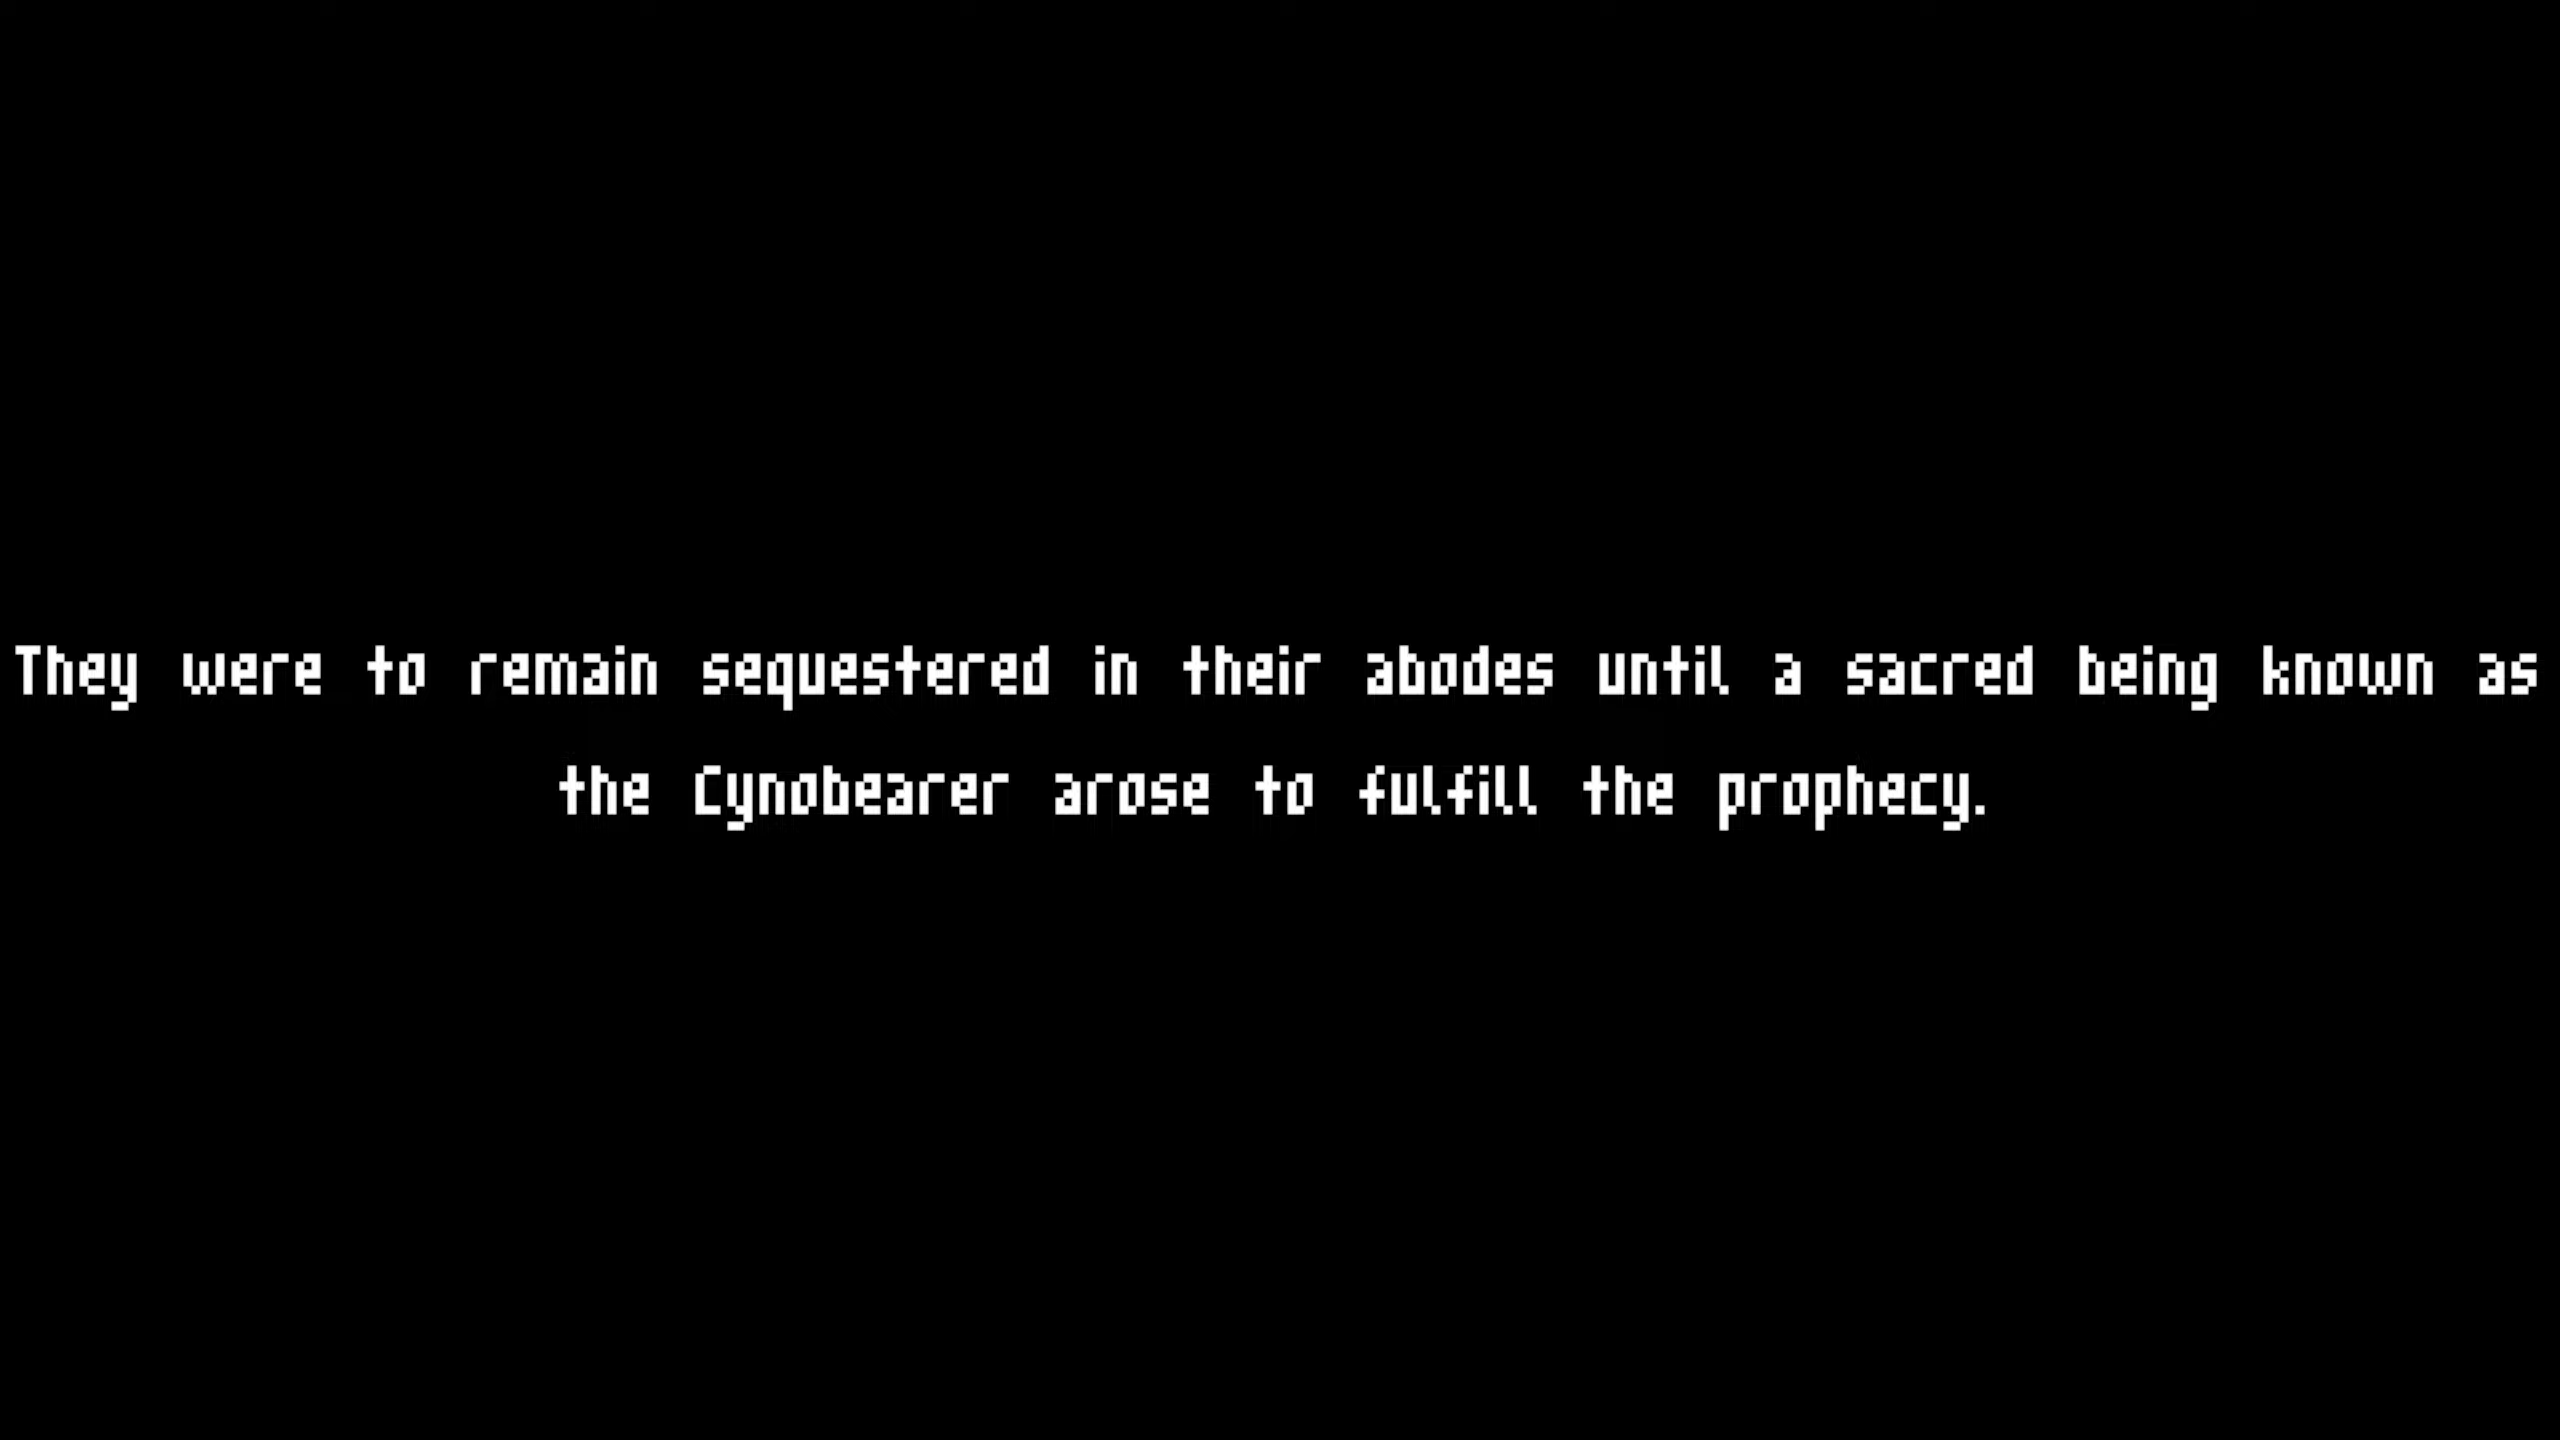 They were to remain sequestered in their abodes until a sacred being known as
the Cynobearer arose to fulfill the prophecy.